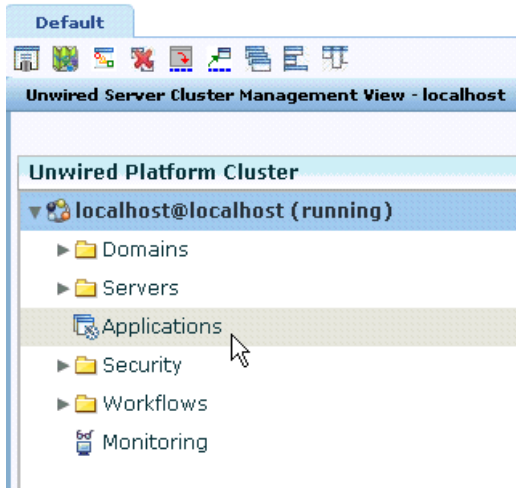 Default
Unwired Server Cluster Management View - localhost
Unwired Platform Cluster
localhost@localhost (running)
Domains
Servers
Applications
Security
Workflows
Monitoring